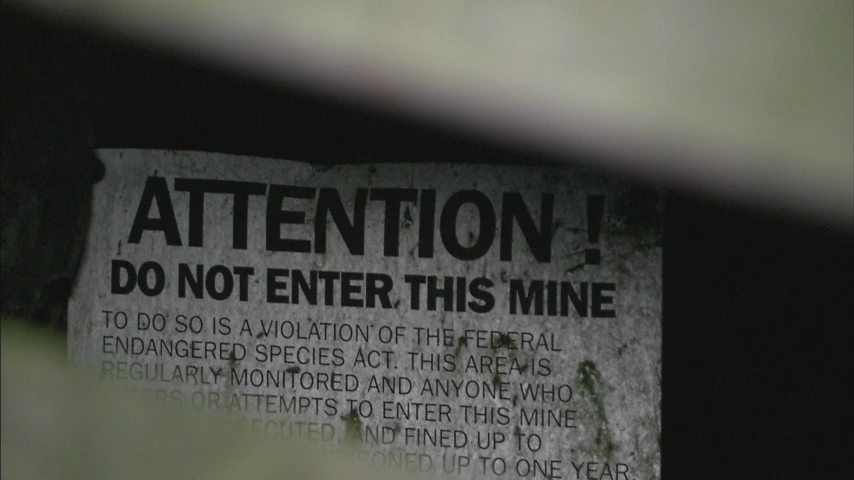 ATTENTION !
DO NOT ENTER THIS MINE
TO DO SO IS A VIOLATION OF THE FEDERAL
ENDANGERED SPECIES ACT. THIS AREA IS
REGULARLY MONITORED AND ANYONE WHO
OR ATTEMPTS TO ENTER THIS MINE
AND FINED UP TO
UP TO ONE YEAR.